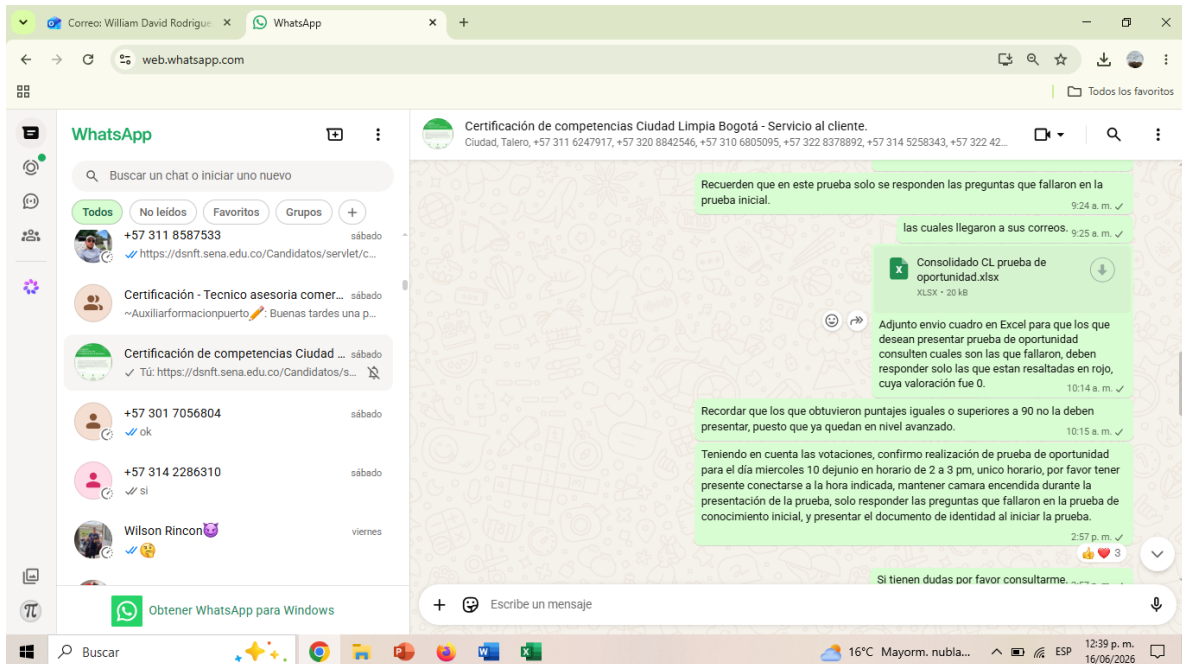 Correo: William David Rodrigue
WhatsApp
web.whatsapp.com
Todos los favoritos
WhatsApp
Buscar un chat o iniciar uno nuevo
Todos
No leídos
Favoritos
Grupos
+57 311 8587533
sábado
https://dsnft.sena.edu.co/Candidatos/servlet/c...
Certificación - Tecnico asesoria comer...
sábado
~Auxiliarformacionpuerto✏️: Buenas tardes una p...
Certificación de competencias Ciudad ...
sábado
Tú: https://dsnft.sena.edu.co/Candidatos/s...
+57 301 7056804
sábado
ok
+57 314 2286310
sábado
si
Wilson Rincon😈
viernes
🤔
Obtener WhatsApp para Windows
Certificación de competencias Ciudad Limpia Bogotá - Servicio al cliente.
Ciudad, Talero, +57 311 6247917, +57 320 8842546, +57 310 6805095, +57 322 8378892, +57 314 5258343, +57 322 42...
Recuerden que en este prueba solo se responden las preguntas que fallaron en la
prueba inicial.
9:24 a. m.
las cuales llegaron a sus correos.
9:25 a. m.
Consolidado CL prueba de
oportunidad.xlsx
XLSX • 20 kB
Adjunto envio cuadro en Excel para que los que
desean presentar prueba de oportunidad
consulten cuales son las que fallaron, deben
responder solo las que estan resaltadas en rojo,
cuya valoración fue 0.
10:14 a. m.
Recordar que los que obtuvieron puntajes iguales o superiores a 90 no la deben
presentar, puesto que ya quedan en nivel avanzado.
10:15 a. m.
Teniendo en cuenta las votaciones, confirmo realización de prueba de oportunidad
para el día miercoles 10 dejunio en horario de 2 a 3 pm, unico horario, por favor tener
presente conectarse a la hora indicada, mantener camara encendida durante la
presentación de la prueba, solo responder las preguntas que fallaron en la prueba de
conocimiento inicial, y presentar el documento de identidad al iniciar la prueba.
2:57 p. m.
👍❤️ 3
Si tienen dudas por favor consultarme.
Escribe un mensaje
Buscar
16°C Mayorm. nubla...
ESP
12:39 p. m.
16/06/2026